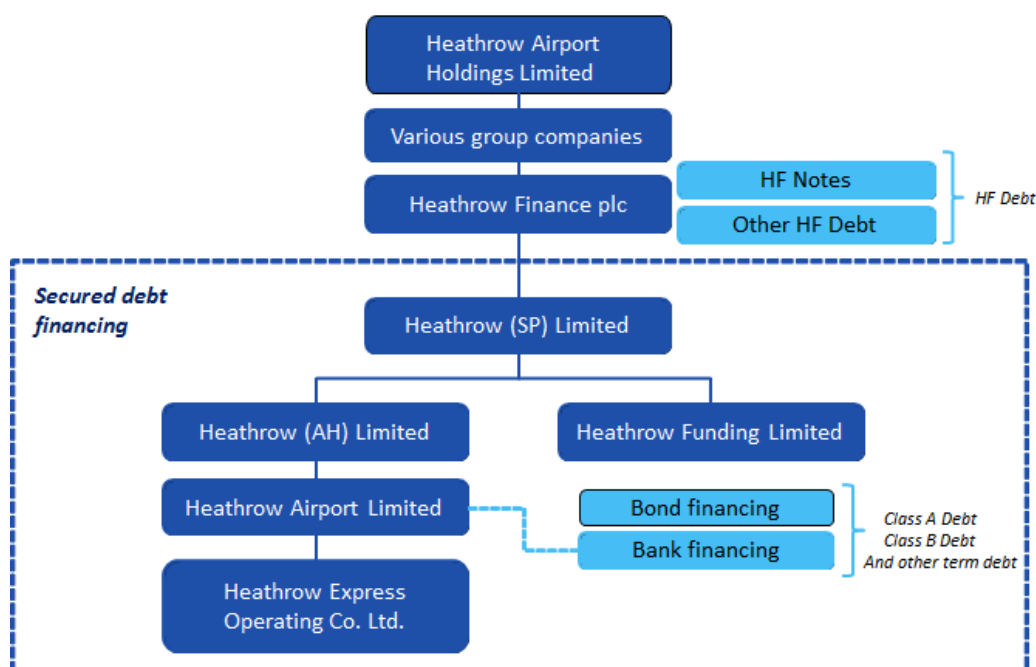 Heathrow Airport
Holdings Limited
Various group companies
Heathrow Finance plc
HF Notes
Other HF Debt
HF Debt
Secured debt
financing
Heathrow (SP) Limited
Heathrow (AH) Limited
Heathrow Funding Limited
Heathrow Airport Limited
Bond financing
Bank financing
Class A Debt
Class B Debt
And other term debt
Heathrow Express
Operating Co. Ltd.